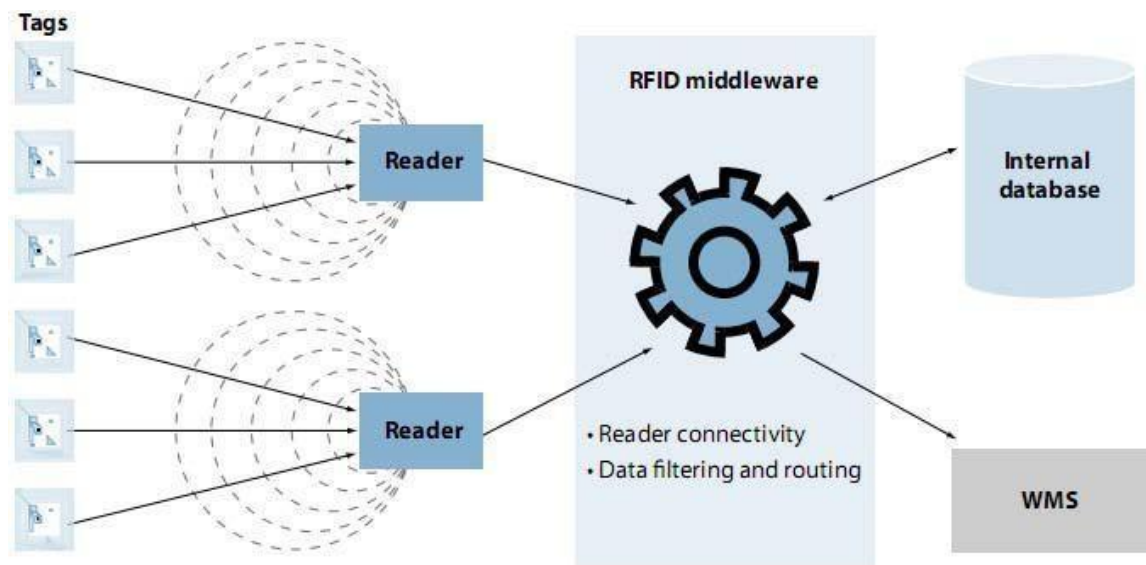 Tags
Reader
Reader
RFID middleware
• Reader connectivity
• Data filtering and routing
Internal
database
WMS